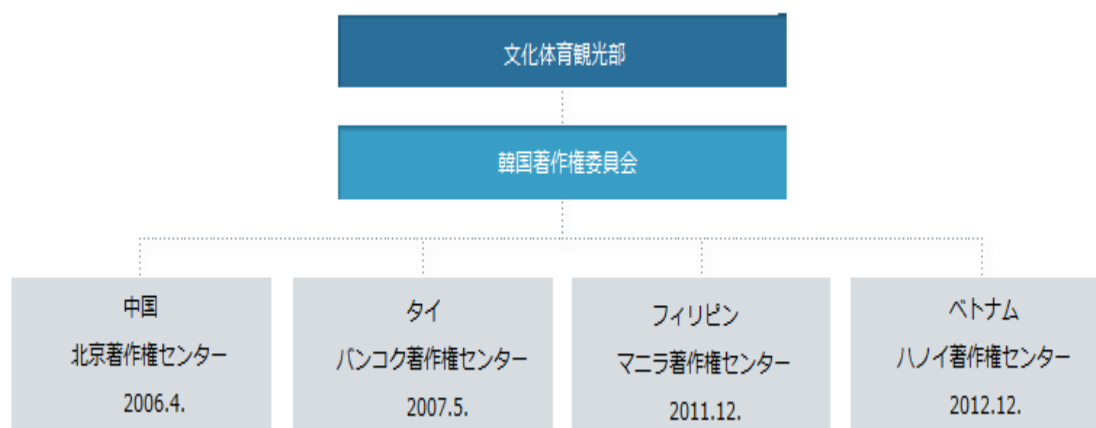 文化体育観光部
韓国著作権委員会
中国
北京著作権センター
2006.4.
タイ
バンコク著作権センター
2007.5.
フィリピン
マニラ著作権センター
2011.12.
ベトナム
ハノイ著作権センター
2012.12.